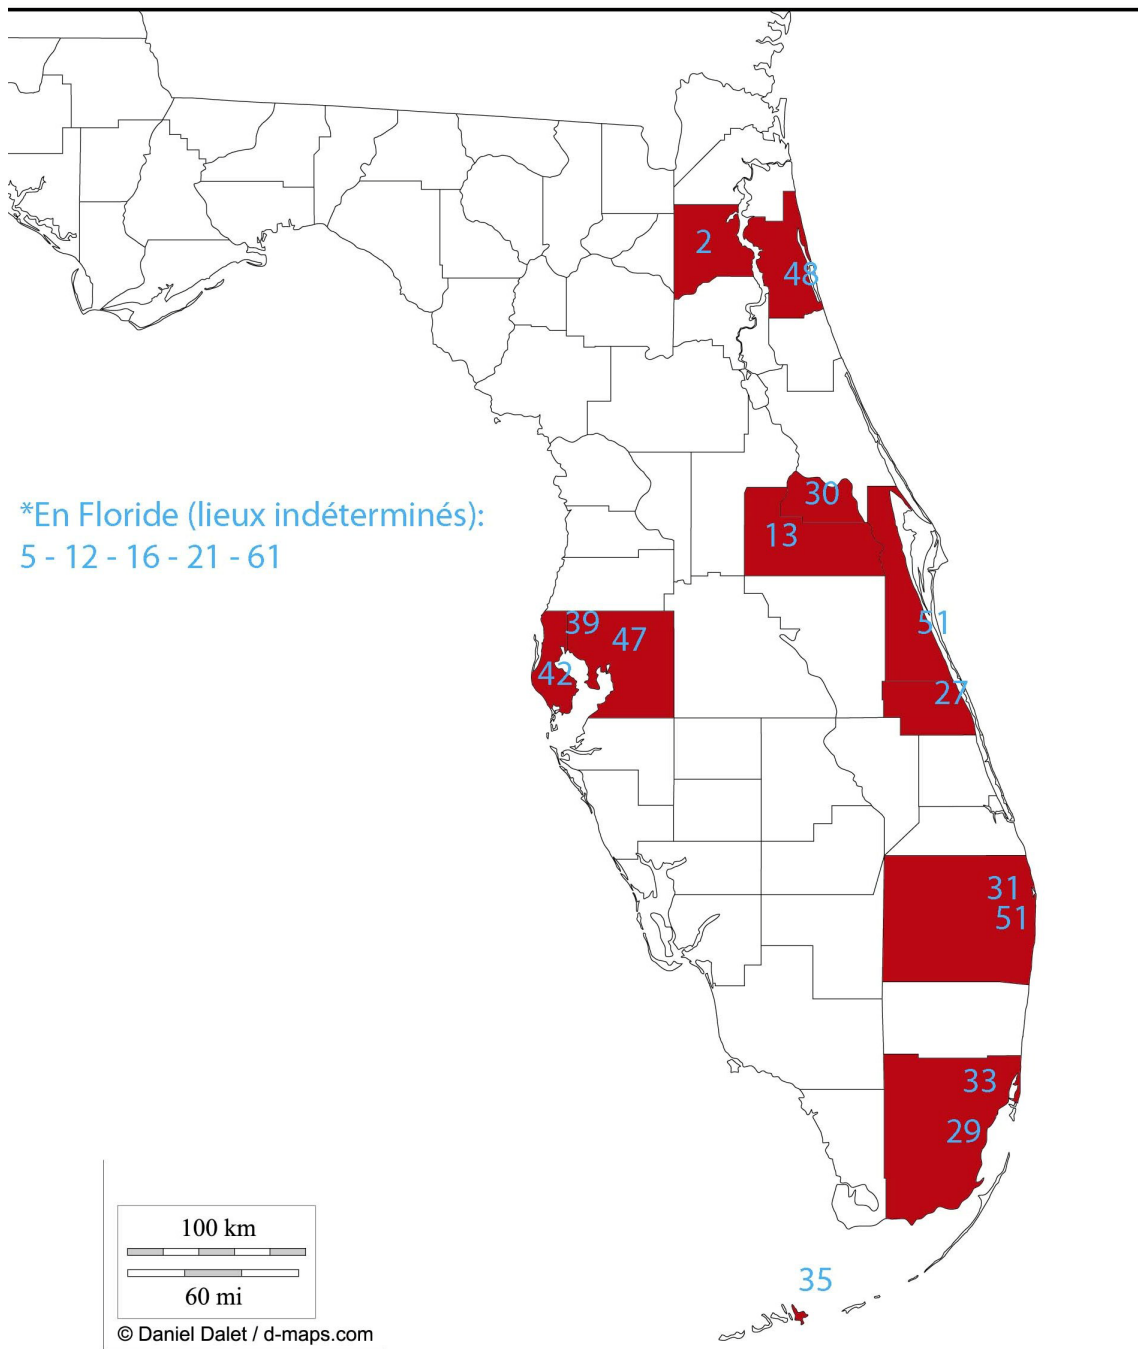 2
48
30
*En Floride (lieux indéterminés):
13
5 - 12 - 16 - 21 - 61
39
47
51
42
27
31
51
33
29
100 km
35
60 mi
© Daniel Dalet / d-maps.com